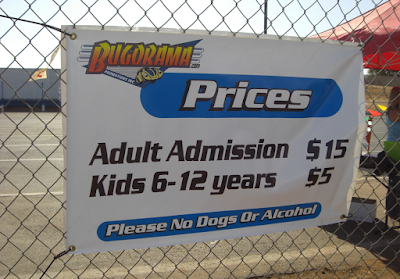 BUGORAMA
Prices
Adult Admission $15
Kids 6-12 years $5
Please No Dogs Or Alcohol